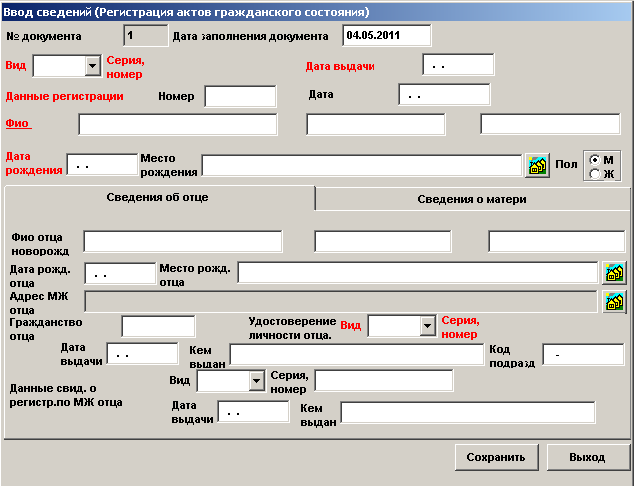 Ввод сведений (Регистрация актов гражданского состояния)
№ документа 1 Дата заполнения документа 04.05.2011
Вид Серия, номер Дата выдачи . .
Данные регистрации Номер Дата . .
Фио
Дата рождения . . Место рождения Пол М
Ж
Сведения об отце Сведения о матери
Фио отца
новорожд
Дата рожд. отца . . Место рожд. отца
Адрес МЖ отца
Гражданство отца Удостоверение личности отца. Вид Серия, номер
Дата выдачи . . Кем выдан Код подразд -
Данные свид. о регистр.по МЖ отца Вид Серия, номер
Дата выдачи . . Кем выдан
Сохранить Выход